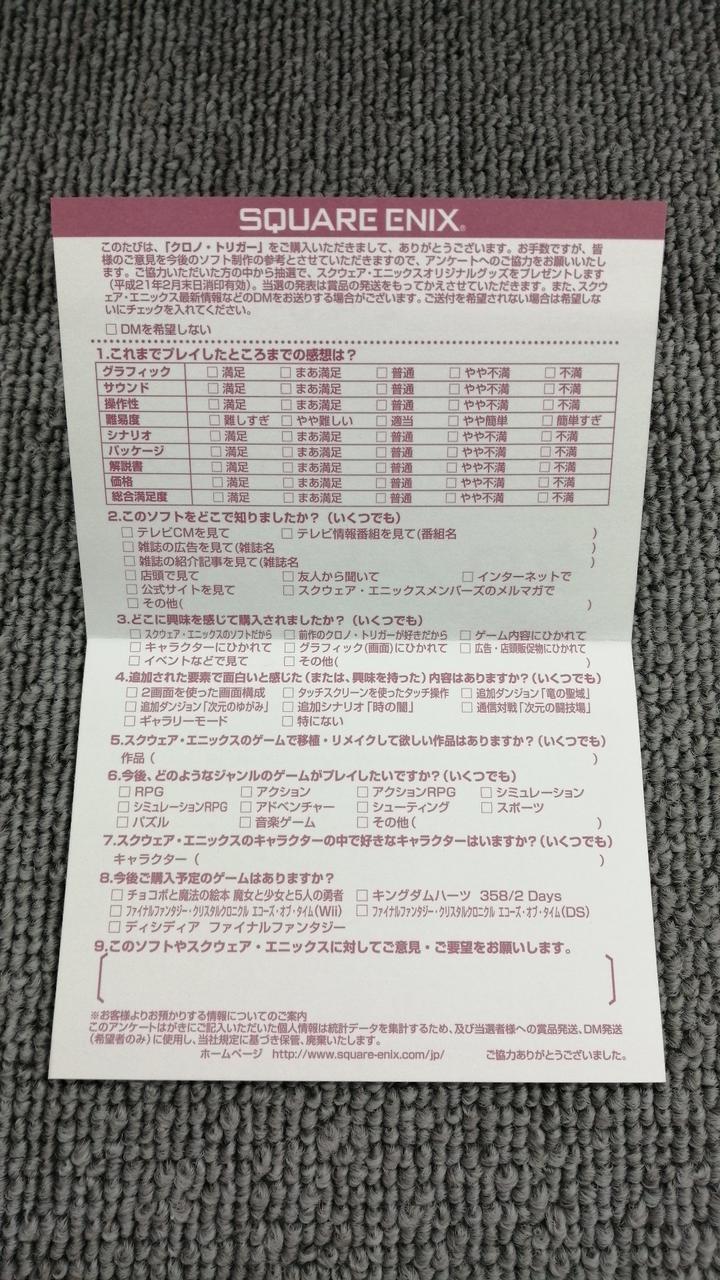 SQUARE ENIX®
このたびは、「クロノ・トリガー」をご購入いただきまして、ありがとうございます。お手数ですが、皆
様のご意見を今後のソフト制作の参考とさせていただきますので、アンケートへのご協力をお願いいたし
ます。ご協力いただいた方の中から抽選で、スクウェア・エニックスオリジナルグッズをプレゼントします
（平成21年2月末日消印有効）。当選の発表は賞品の発送をもってかえさせていただきます。また、スクウ
ェア・エニックス最新情報などのDMをお送りする場合がございます。ご送付を希望されない場合は希望しな
いにチェックを入れてください。
□ DMを希望しない
1.これまでプレイしたところまでの感想は？
グラフィック □ 満足 □ まあ満足 □ 普通 □ やや不満 □ 不満
サウンド □ 満足 □ まあ満足 □ 普通 □ やや不満 □ 不満
操作性 □ 満足 □ まあ満足 □ 普通 □ やや不満 □ 不満
難易度 □ 難しすぎ □ やや難しい □ 適当 □ やや簡単 □ 簡単すぎ
シナリオ □ 満足 □ まあ満足 □ 普通 □ やや不満 □ 不満
パッケージ □ 満足 □ まあ満足 □ 普通 □ やや不満 □ 不満
解説書 □ 満足 □ まあ満足 □ 普通 □ やや不満 □ 不満
価格 □ 満足 □ まあ満足 □ 普通 □ やや不満 □ 不満
総合満足度 □ 満足 □ まあ満足 □ 普通 □ やや不満 □ 不満
2.このソフトをどこで知りましたか？（いくつでも）
□ テレビCMを見て □ テレビ情報番組を見て(番組名 )
□ 雑誌の広告を見て(雑誌名 )
□ 雑誌の紹介記事を見て(雑誌名 )
□ 店頭で見て □ 友人から聞いて □ インターネットで
□ 公式サイトを見て □ スクウェア・エニックスメンバーズのメルマガで
□ その他( )
3.どこに興味を感じて購入されましたか？（いくつでも）
□ スクウェア・エニックスのソフトだから □ 前作のクロノ・トリガーが好きだから □ ゲーム内容にひかれて
□ キャラクターにひかれて □ グラフィック(画面)にひかれて □ 広告・店頭販促物にひかれて
□ イベントなどで見て □ その他( )
4.追加された要素で面白いと感じた（または、興味を持った）内容はありますか？（いくつでも）
□ 2画面を使った画面構成 □ タッチスクリーンを使ったタッチ操作 □ 追加ダンジョン「竜の聖域」
□ 追加ダンジョン「次元のゆがみ」 □ 追加シナリオ「時の闇」 □ 通信対戦「次元の闘技場」
□ ギャラリーモード □ 特にない
5.スクウェア・エニックスのゲームで移植・リメイクして欲しい作品はありますか？（いくつでも）
作品（ ）
6.今後、どのようなジャンルのゲームがプレイしたいですか？（いくつでも）
□ RPG □ アクション □ アクションRPG □ シミュレーション
□ シミュレーションRPG □ アドベンチャー □ シューティング □ スポーツ
□ パズル □ 音楽ゲーム □ その他( )
7.スクウェア・エニックスのキャラクターの中で好きなキャラクターはいますか？（いくつでも）
キャラクター（ ）
8.今後ご購入予定のゲームはありますか？
□ チョコボと魔法の絵本 魔女と少女と5人の勇者 □ キングダムハーツ 358/2 Days
□ ファイナルファンタジー・クリスタルクロニクル エコーズ・オブ・タイム(Wii) □ ファイナルファンタジー・クリスタルクロニクル エコーズ・オブ・タイム(DS)
□ ディシディア ファイナルファンタジー
9.このソフトやスクウェア・エニックスに対してご意見・ご要望をお願いします。
※お客様よりお預かりする情報についてのご案内
このアンケートはがきにご記入いただいた個人情報は統計データを集計するため、及び当選者様への賞品発送、DM発送
（希望者のみ）に使用し、当社規定に基づき保管、廃棄いたします。
ホームページ http://www.square-enix.com/jp/ ご協力ありがとうございました。